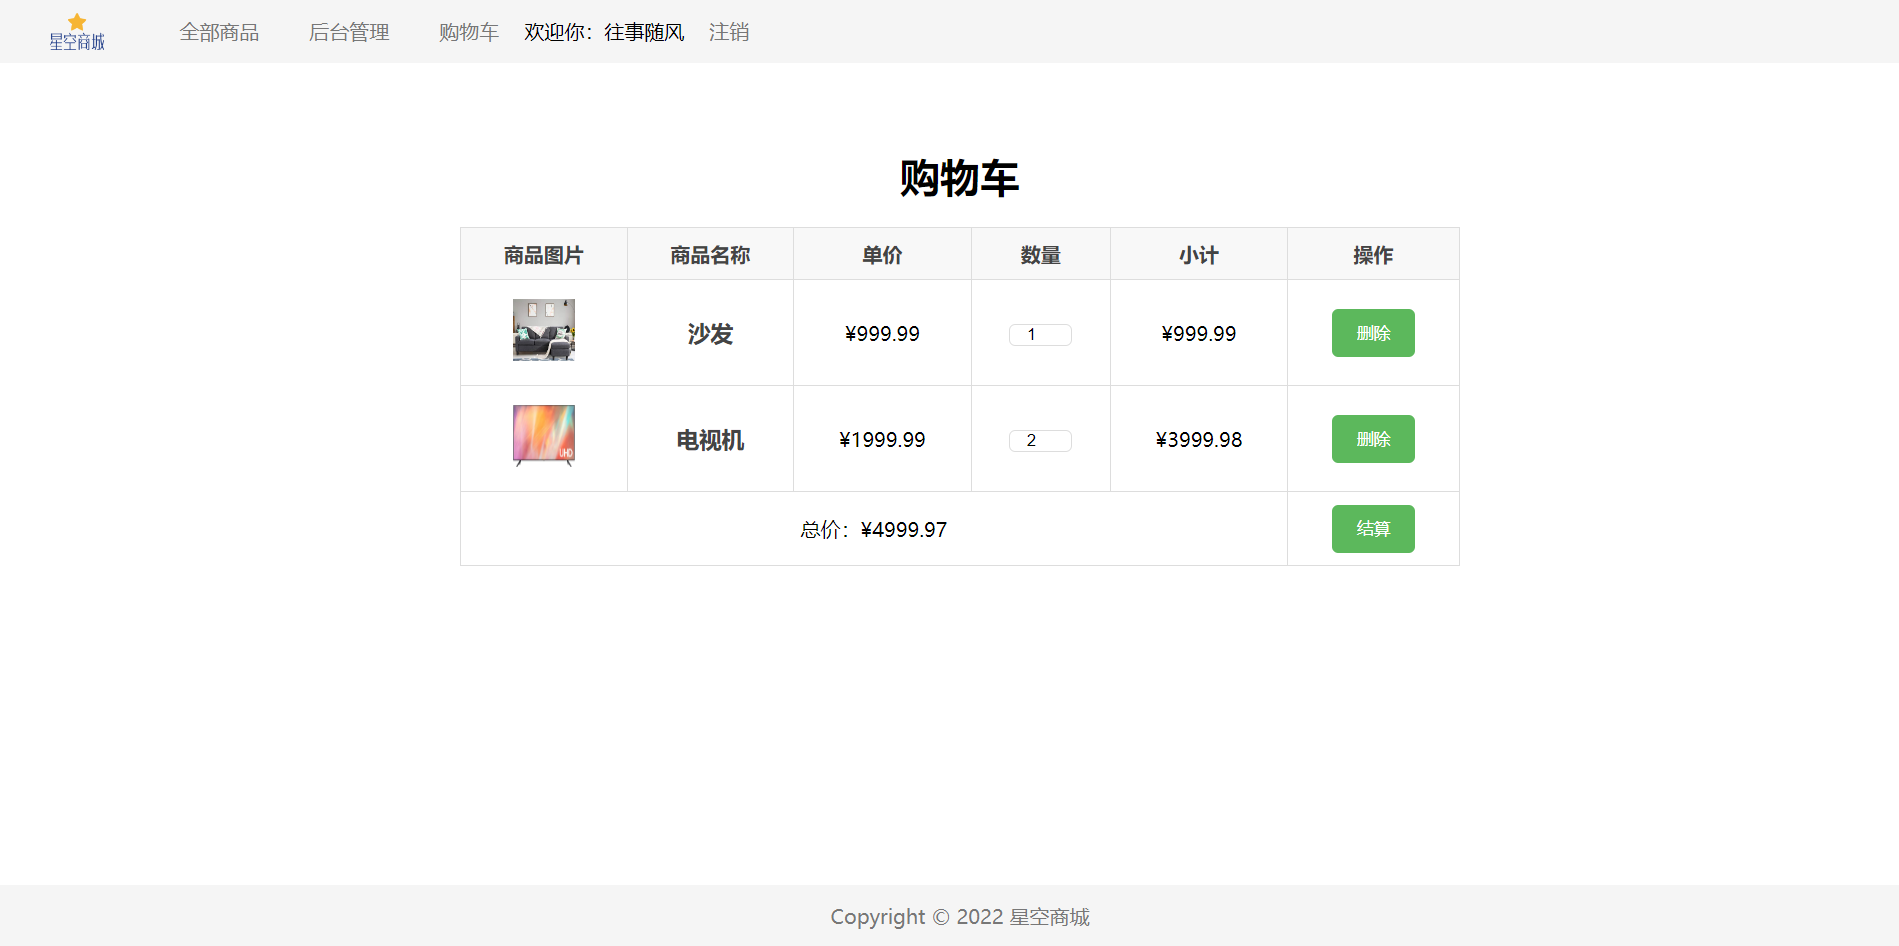 星空商城 全部商品 后台管理 购物车 欢迎你：往事随风 注销
购物车
商品图片 商品名称 单价 数量 小计 操作
沙发 ¥999.99 1 ¥999.99 删除
UHD 电视机 ¥1999.99 2 ¥3999.98 删除
总价：¥4999.97 结算
Copyright © 2022 星空商城